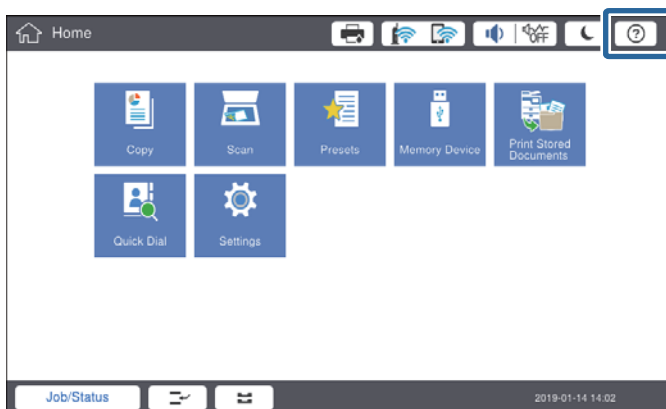 Home
OFF
?
Copy
Scan
Presets
Memory Device
Print Stored
Documents
Quick Dial
Settings
Job/Status
2019-01-14 14:02